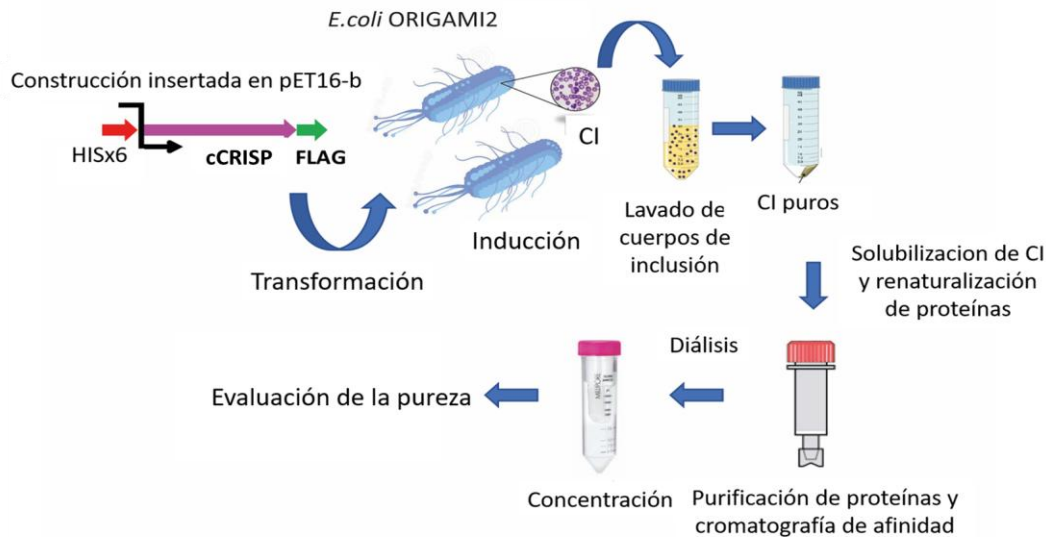 E.coli ORIGAMI2
Construcción insertada en pET16-b
HISx6
cCRISP
FLAG
Transformación
Inducción
CI
Lavado de
cuerpos de
inclusión
CI puros
Solubilizacion de CI
y renaturalización
de proteínas
Purificación de proteínas y
cromatografía de afinidad
Diálisis
Concentración
Evaluación de la pureza